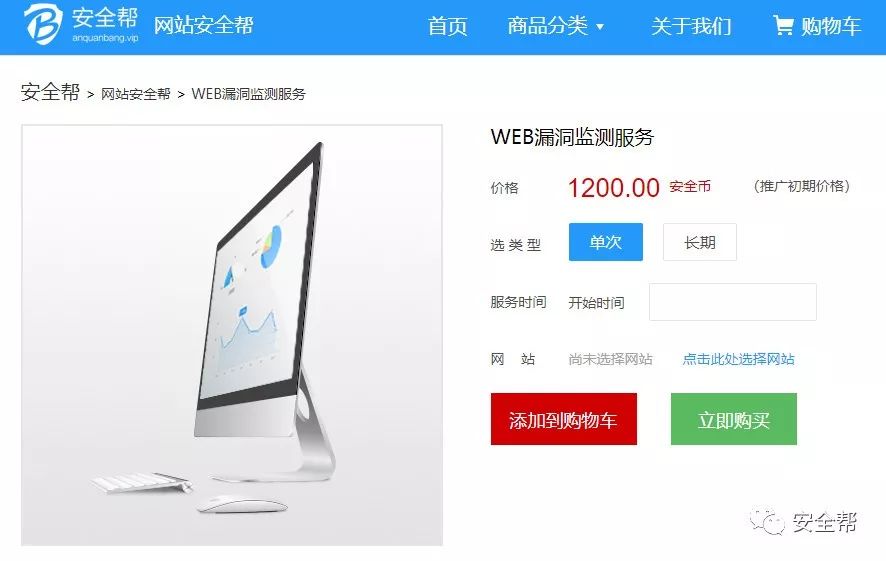 安全帮
anquanbang.vip
网站安全帮
首页 商品分类 关于我们 购物车
安全帮 > 网站安全帮 > WEB漏洞监测服务
WEB漏洞监测服务
价格 1200.00 安全币 (推广初期价格)
选类型 单次 长期
服务时间 开始时间
网 站 尚未选择网站 点击此处选择网站
添加到购物车 立即购买
安全帮